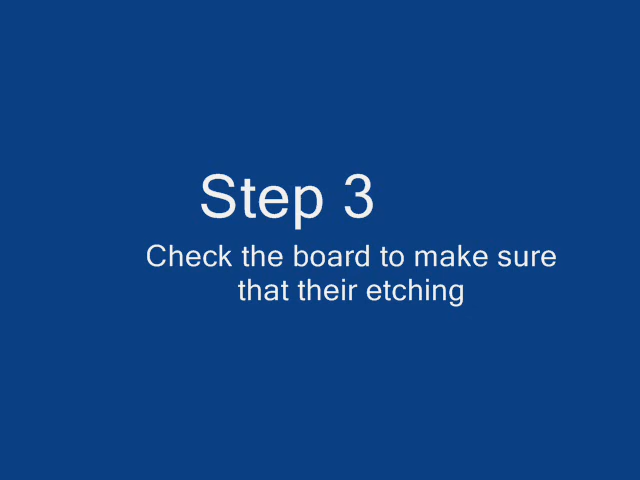 Step 3
Check the board to make sure
that their etching